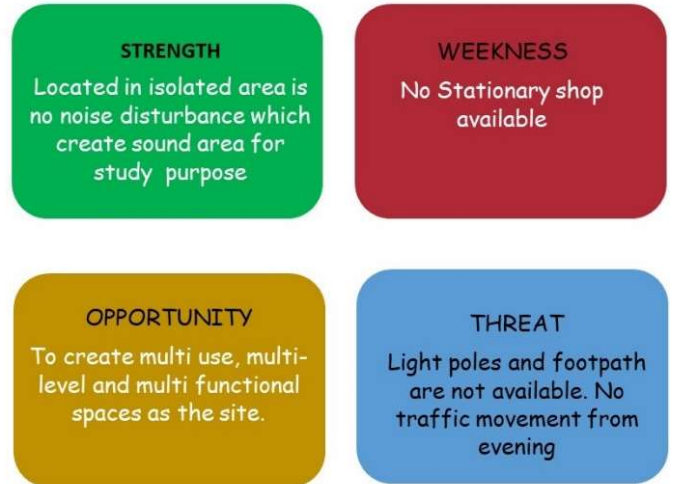 STRENGTH
Located in isolated area is
no noise disturbance which
create sound area for
study purpose
WEEKNESS
No Stationary shop
available
OPPORTUNITY
To create multi use, multi-
level and multi functional
spaces as the site.
THREAT
Light poles and footpath
are not available. No
traffic movement from
evening